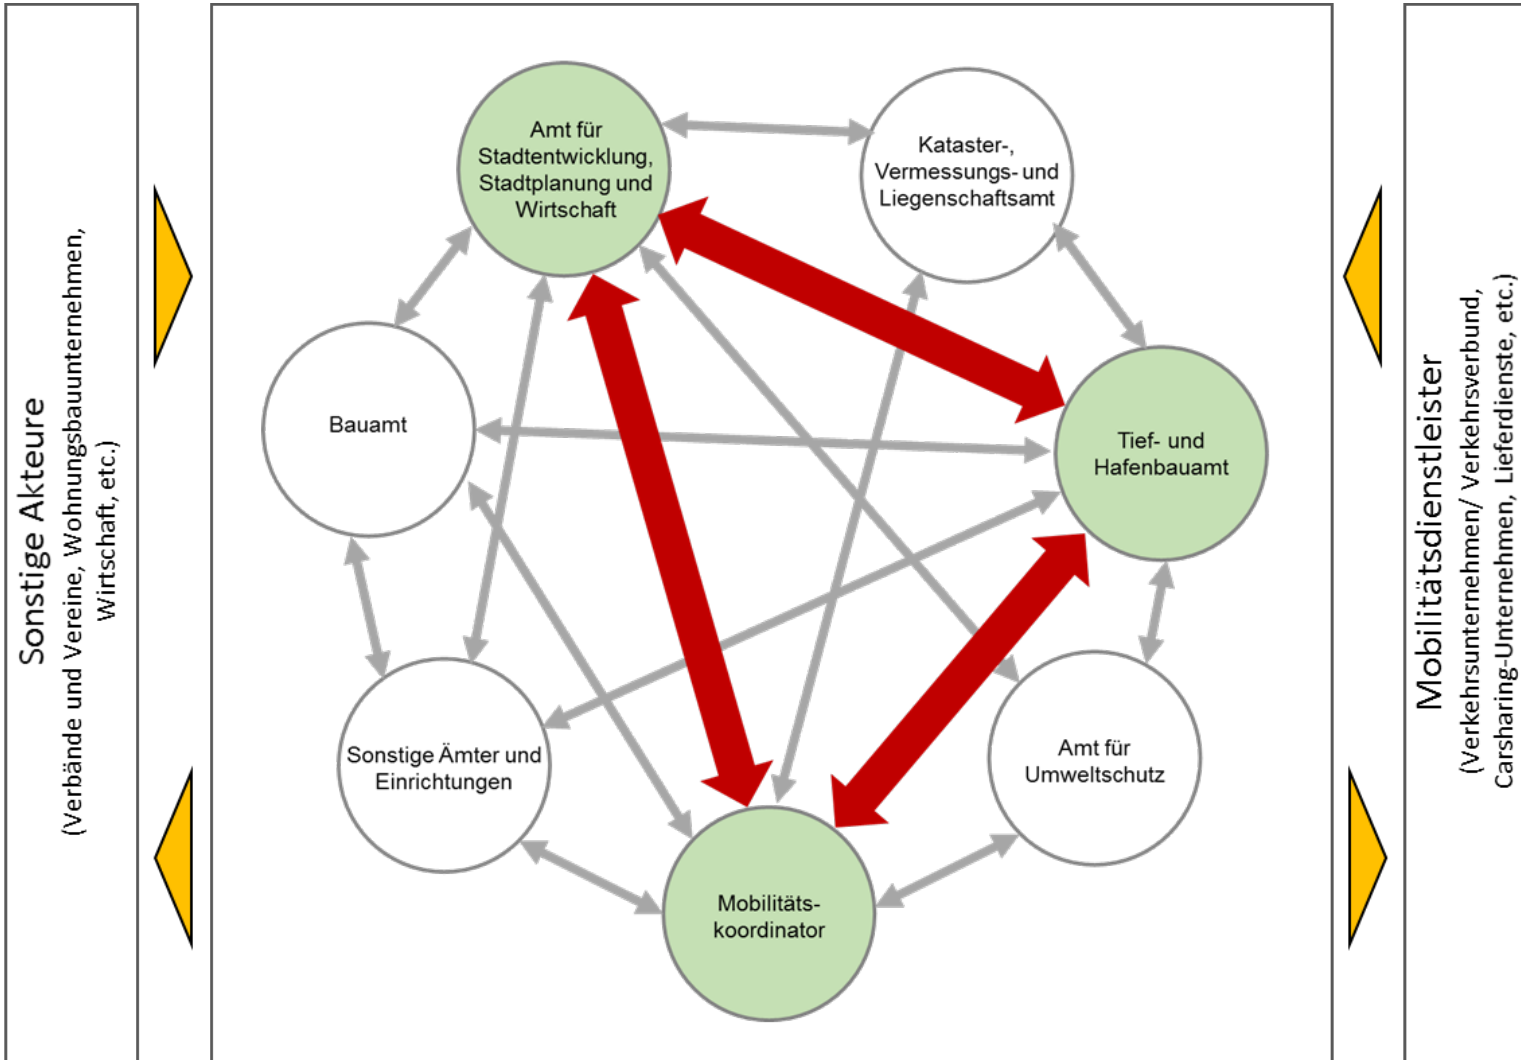 Sonstige Akteure
(Verbände und Vereine, Wohnungsbauunternehmen,
Wirtschaft, etc.)
Amt für
Stadtentwicklung,
Stadtplanung und
Wirtschaft
Kataster-,
Vermessungs- und
Liegenschaftsamt
Bauamt
Tief- und
Hafenbauamt
Sonstige Ämter und
Einrichtungen
Amt für
Umweltschutz
Mobilitäts-
koordinator
Mobilitätsdienstleister
(Verkehrsunternehmen/ Verkehrsverbund,
Carsharing-Unternehmen, Lieferdienste, etc.)